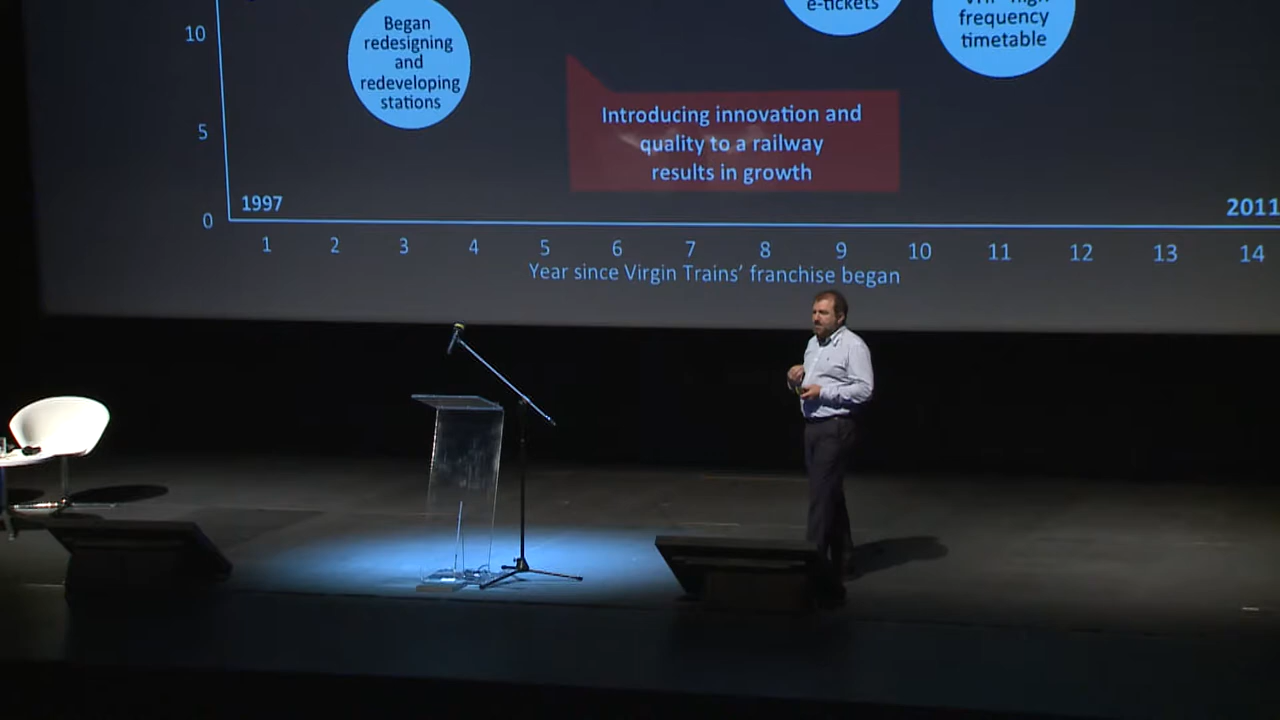 e-tickets
frequency
timetable
10
Began
redesigning
and
redeveloping
stations
Introducing innovation and
quality to a railway
results in growth
5
1997
2011
0
1 2 3 4 5 6 7 8 9 10 11 12 13 14
Year since Virgin Trains’ franchise began